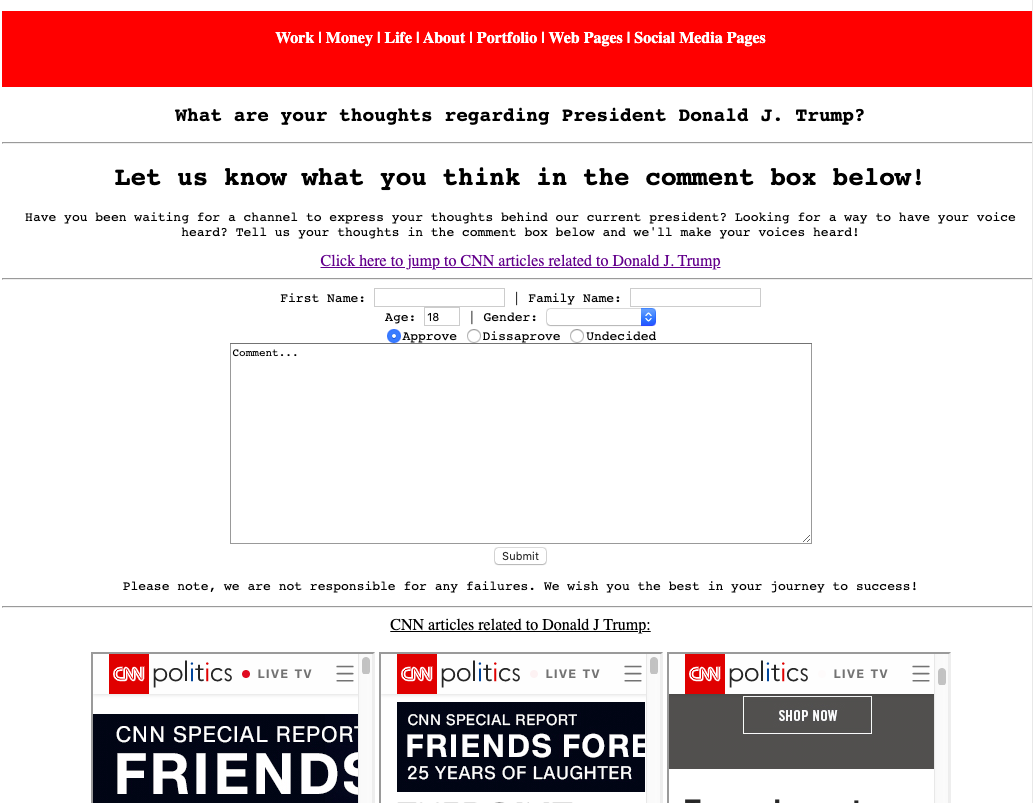 Work | Money | Life | About | Portfolio | Web Pages | Social Media Pages
What are your thoughts regarding President Donald J. Trump?
Let us know what you think in the comment box below!
Have you been waiting for a channel to express your thoughts behind our current president? Looking for a way to have your voice
heard? Tell us your thoughts in the comment box below and we'll make your voices heard!
Click here to jump to CNN articles related to Donald J. Trump
First Name: | Family Name:
Age: 18 | Gender:
Approve Dissaprove Undecided
Comment...
Submit
Please note, we are not responsible for any failures. We wish you the best in your journey to success!
CNN articles related to Donald J Trump:
CNN politics LIVE TV
CNN SPECIAL REPORT
FRIENDS
CNN politics LIVE TV
CNN SPECIAL REPORT
FRIENDS FORE
25 YEARS OF LAUGHTER
CNN politics LIVE TV
SHOP NOW